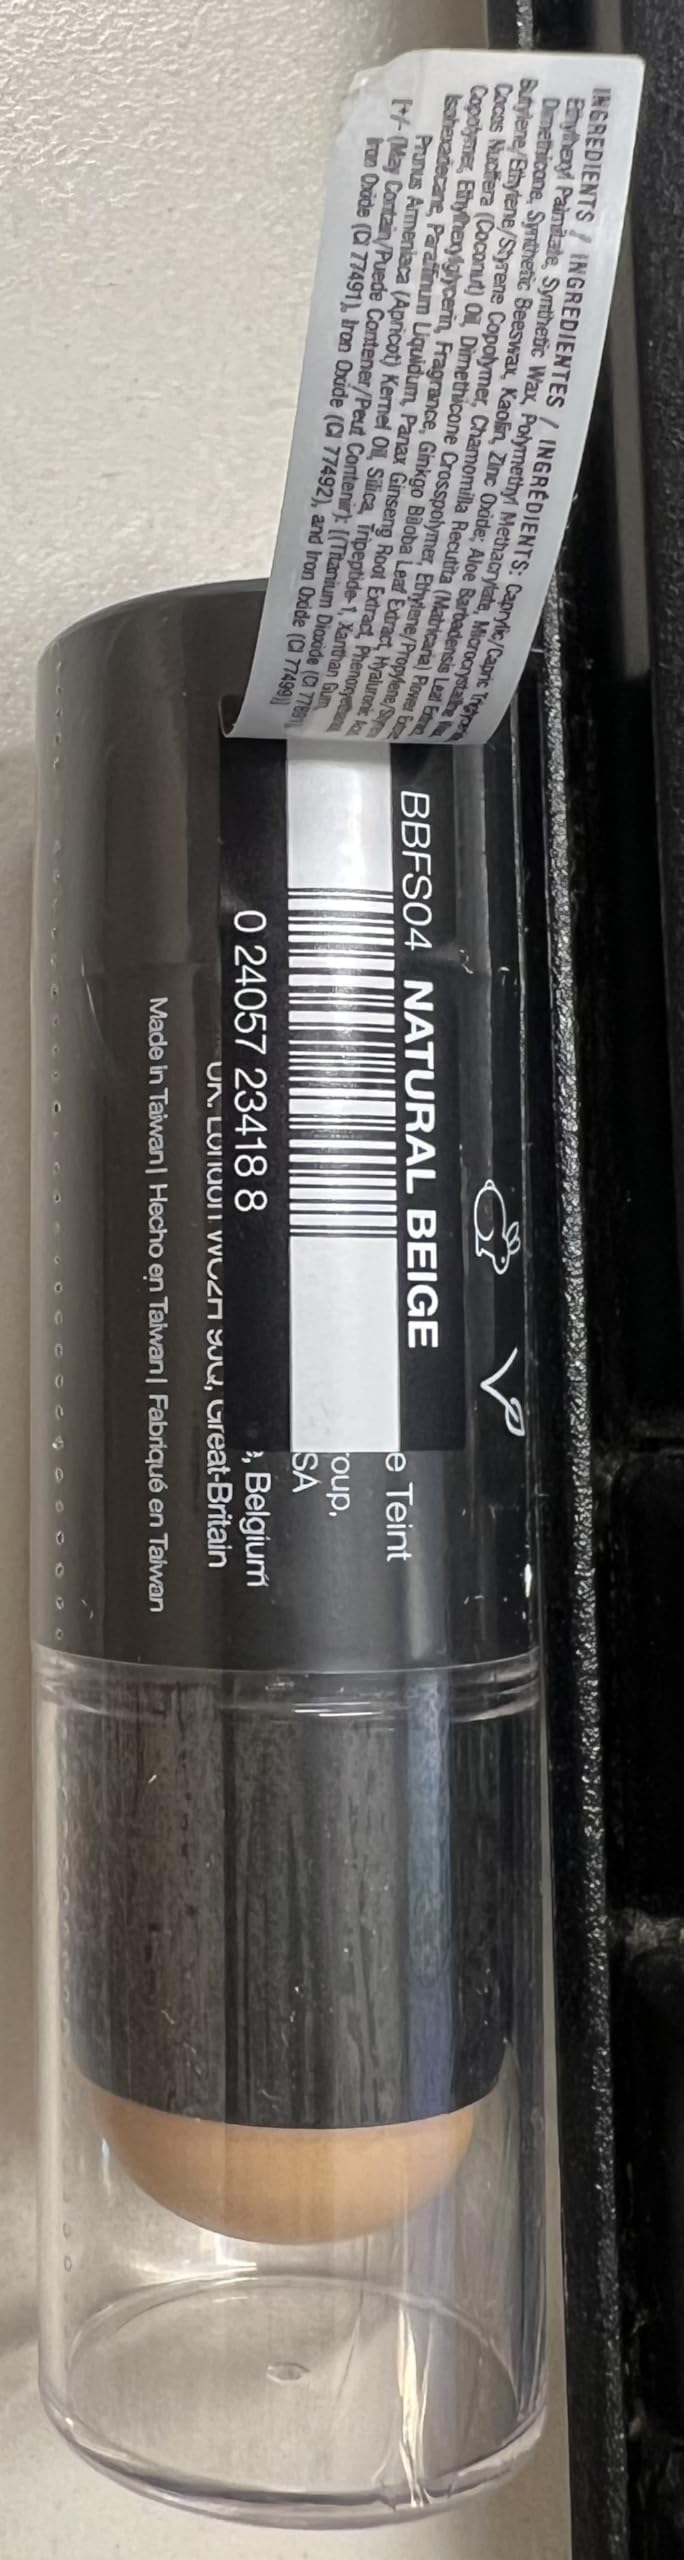 INGREDIENTS / INGREDIENTES / INGRÉDIENTS: Caprylic/Capric
Ethylhexyl Palmitate, Synthetic Wax, Polymethyl Methacrylate,
Dimethicone, Synthetic Beeswax, Kaolin, Zinc Oxide, Aloe Barbadensis Leaf
Butylene/Ethylene/Styrene Copolymer, Chamomilla Recutita (Matricaria) Flower
Cocos Nucifera (Coconut) Oil, Dimethicone Crosspolymer, Ethylene/Propylene
Copolymer, Ethylhexylglycerin, Fragrance, Ginkgo Biloba Leaf Extract,
Isohexadecane, Paraffinum Liquidum, Panax Ginseng Root Extract,
Prunus Armeniaca (Apricot) Kernel Oil, Silica, Tripeptide-1, Xanthan Gum
[+/- (May Contain/Puede Contener/Peut Contenir): [(Titanium Dioxide (CI
Iron Oxide (CI 77491), Iron Oxide (CI 77492), and Iron Oxide (CI 77499)]
BBFS04 NATURAL BEIGE
0 24057 23418 8
e Teint
roup,
SA
, Belgium
Great-Britain
Made in Taiwan | Hecho en Taiwan | Fabriqué en Taiwan